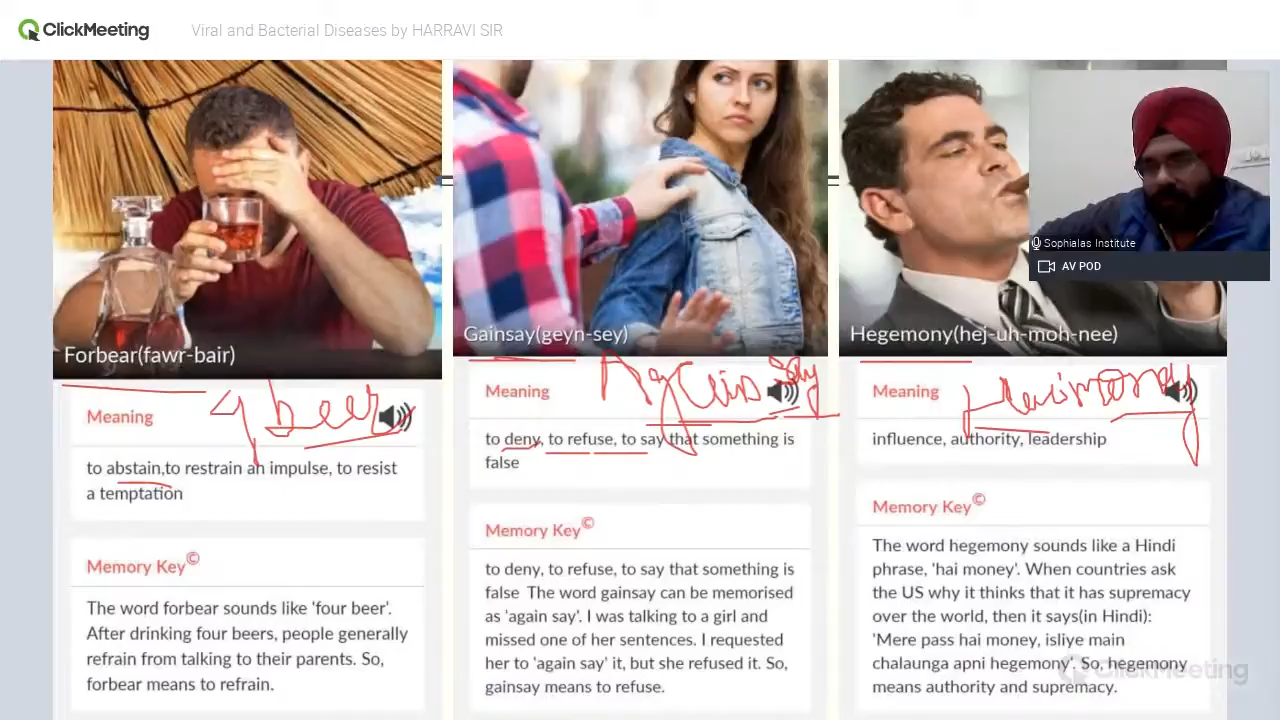 ClickMeeting
Viral and Bacterial Diseases by HARRAVI SIR
Sophialas Institute
AV POD
Forbear(fawr-bair)
4 beer
Meaning
to abstain,to restrain an impulse, to resist
a temptation
Memory Key©
The word forbear sounds like 'four beer'.
After drinking four beers, people generally
refrain from talking to their parents. So,
forbear means to refrain.
Gainsay(geyn-sey)
Again say
Meaning
to deny, to refuse, to say that something is
false
Memory Key©
to deny, to refuse, to say that something is
false The word gainsay can be memorised
as 'again say'. I was talking to a girl and
missed one of her sentences. I requested
her to 'again say' it, but she refused it. So,
gainsay means to refuse.
Hegemony(hej-uh-moh-nee)
Meaning
influence, authority, leadership
Memory Key©
The word hegemony sounds like a Hindi
phrase, 'hai money'. When countries ask
the US why it thinks that it has supremacy
over the world, then it says(in Hindi):
'Mere pass hai money, isliye main
chalaunga apni hegemony'. So, hegemony
means authority and supremacy.
ClickMeeting